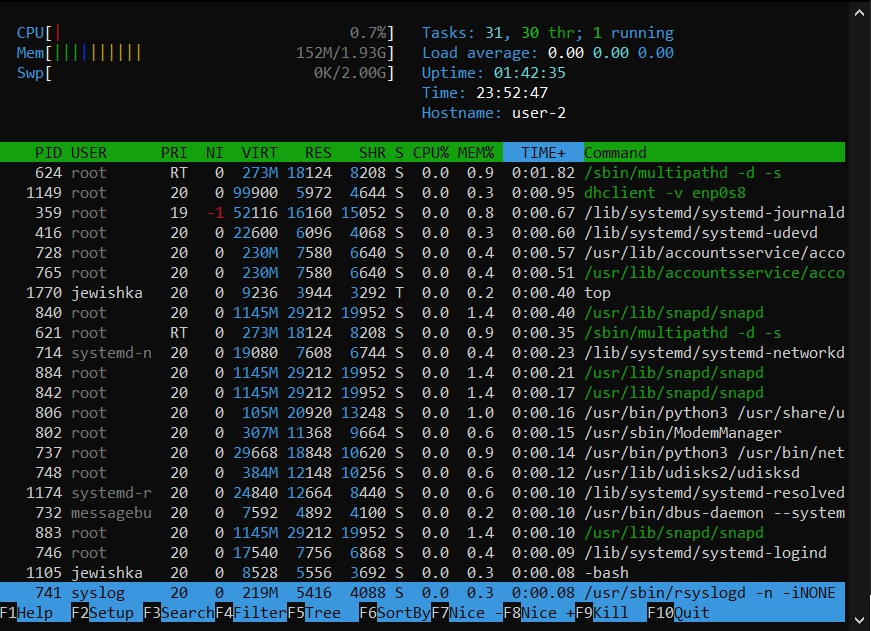 CPU[| 0.7%] Tasks: 31, 30 thr; 1 running
Mem[|||||||||| 152M/1.93G] Load average: 0.00 0.00 0.00
Swp[ 0K/2.00G] Uptime: 01:42:35
Time: 23:52:47
Hostname: user-2
PID USER PRI NI VIRT RES SHR S CPU% MEM% TIME+ Command
624 root RT 0 273M 18124 8208 S 0.0 0.9 0:01.82 /sbin/multipathd -d -s
1149 root 20 0 99900 5972 4644 S 0.0 0.3 0:00.95 dhclient -v enp0s8
359 root 19 -1 52116 16160 15052 S 0.0 0.8 0:00.67 /lib/systemd/systemd-journald
416 root 20 0 22600 6096 4068 S 0.0 0.3 0:00.60 /lib/systemd/systemd-udevd
728 root 20 0 230M 7580 6640 S 0.0 0.4 0:00.57 /usr/lib/accountsservice/acco
765 root 20 0 230M 7580 6640 S 0.0 0.4 0:00.51 /usr/lib/accountsservice/acco
1770 jewishka 20 0 9236 3944 3292 T 0.0 0.2 0:00.40 top
840 root 20 0 1145M 29212 19952 S 0.0 1.4 0:00.40 /usr/lib/snapd/snapd
621 root RT 0 273M 18124 8208 S 0.0 0.9 0:00.35 /sbin/multipathd -d -s
714 systemd-n 20 0 19080 7608 6744 S 0.0 0.4 0:00.23 /lib/systemd/systemd-networkd
884 root 20 0 1145M 29212 19952 S 0.0 1.4 0:00.21 /usr/lib/snapd/snapd
842 root 20 0 1145M 29212 19952 S 0.0 1.4 0:00.17 /usr/lib/snapd/snapd
806 root 20 0 105M 20920 13248 S 0.0 1.0 0:00.16 /usr/bin/python3 /usr/share/u
802 root 20 0 307M 11368 9664 S 0.0 0.6 0:00.15 /usr/sbin/ModemManager
737 root 20 0 29668 18848 10620 S 0.0 0.9 0:00.14 /usr/bin/python3 /usr/bin/net
748 root 20 0 384M 12148 10256 S 0.0 0.6 0:00.12 /usr/lib/udisks2/udisksd
1174 systemd-r 20 0 24840 12664 8440 S 0.0 0.6 0:00.10 /lib/systemd/systemd-resolved
732 messagebu 20 0 7592 4892 4100 S 0.0 0.2 0:00.10 /usr/bin/dbus-daemon --system
883 root 20 0 1145M 29212 19952 S 0.0 1.4 0:00.10 /usr/lib/snapd/snapd
746 root 20 0 17540 7756 6868 S 0.0 0.4 0:00.09 /lib/systemd/systemd-logind
1105 jewishka 20 0 8528 5556 3692 S 0.0 0.3 0:00.08 -bash
741 syslog 20 0 219M 5416 4088 S 0.0 0.3 0:00.08 /usr/sbin/rsyslogd -n -iNONE
F1Help F2Setup F3SearchF4FilterF5Tree F6SortByF7Nice -F8Nice +F9Kill F10Quit